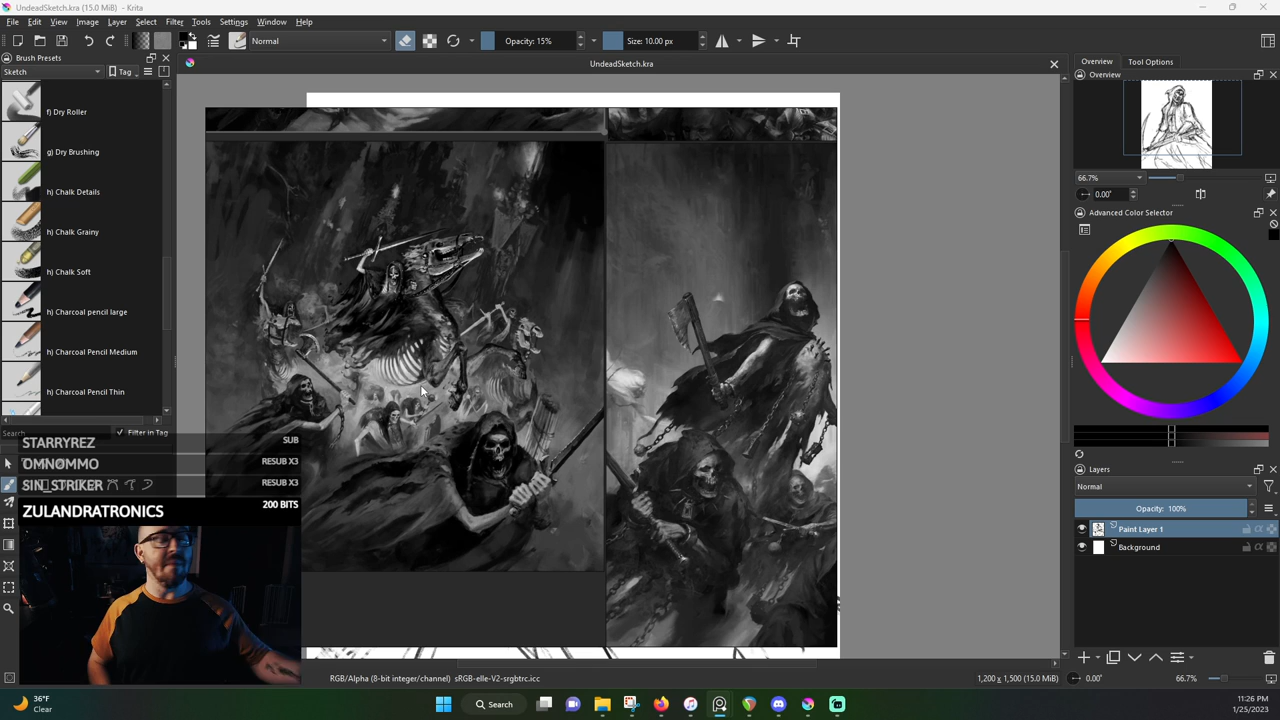 UndeadSketch.kra (15.0 MiB) - Krita
File Edit View Image Layer Select Filter Tools Settings Window Help
Normal Opacity: 15% Size: 10.00 px
Brush Presets
UndeadSketch.kra
Overview Tool Options
Sketch Tag
Overview
f) Dry Roller
g) Dry Brushing
h) Chalk Details
h) Chalk Grainy
h) Chalk Soft
h) Charcoal pencil large
h) Charcoal Pencil Medium
h) Charcoal Pencil Thin
Search Filter in Tag
66.7%
0.00°
Advanced Color Selector
STARRYREZ SUB
OMNOMMO RESUB X3
SIN_STRIKER RESUB X3
ZULANDRATRONICS 200 BITS
Layers
Normal
Opacity: 100%
Paint Layer 1
Background
RGB/Alpha (8-bit integer/channel) sRGB-elle-V2-srgbtrc.icc
1,200 x 1,500 (15.0 MiB) 0.00° 66.7%
36°F
Clear
Search
11:26 PM
1/25/2023